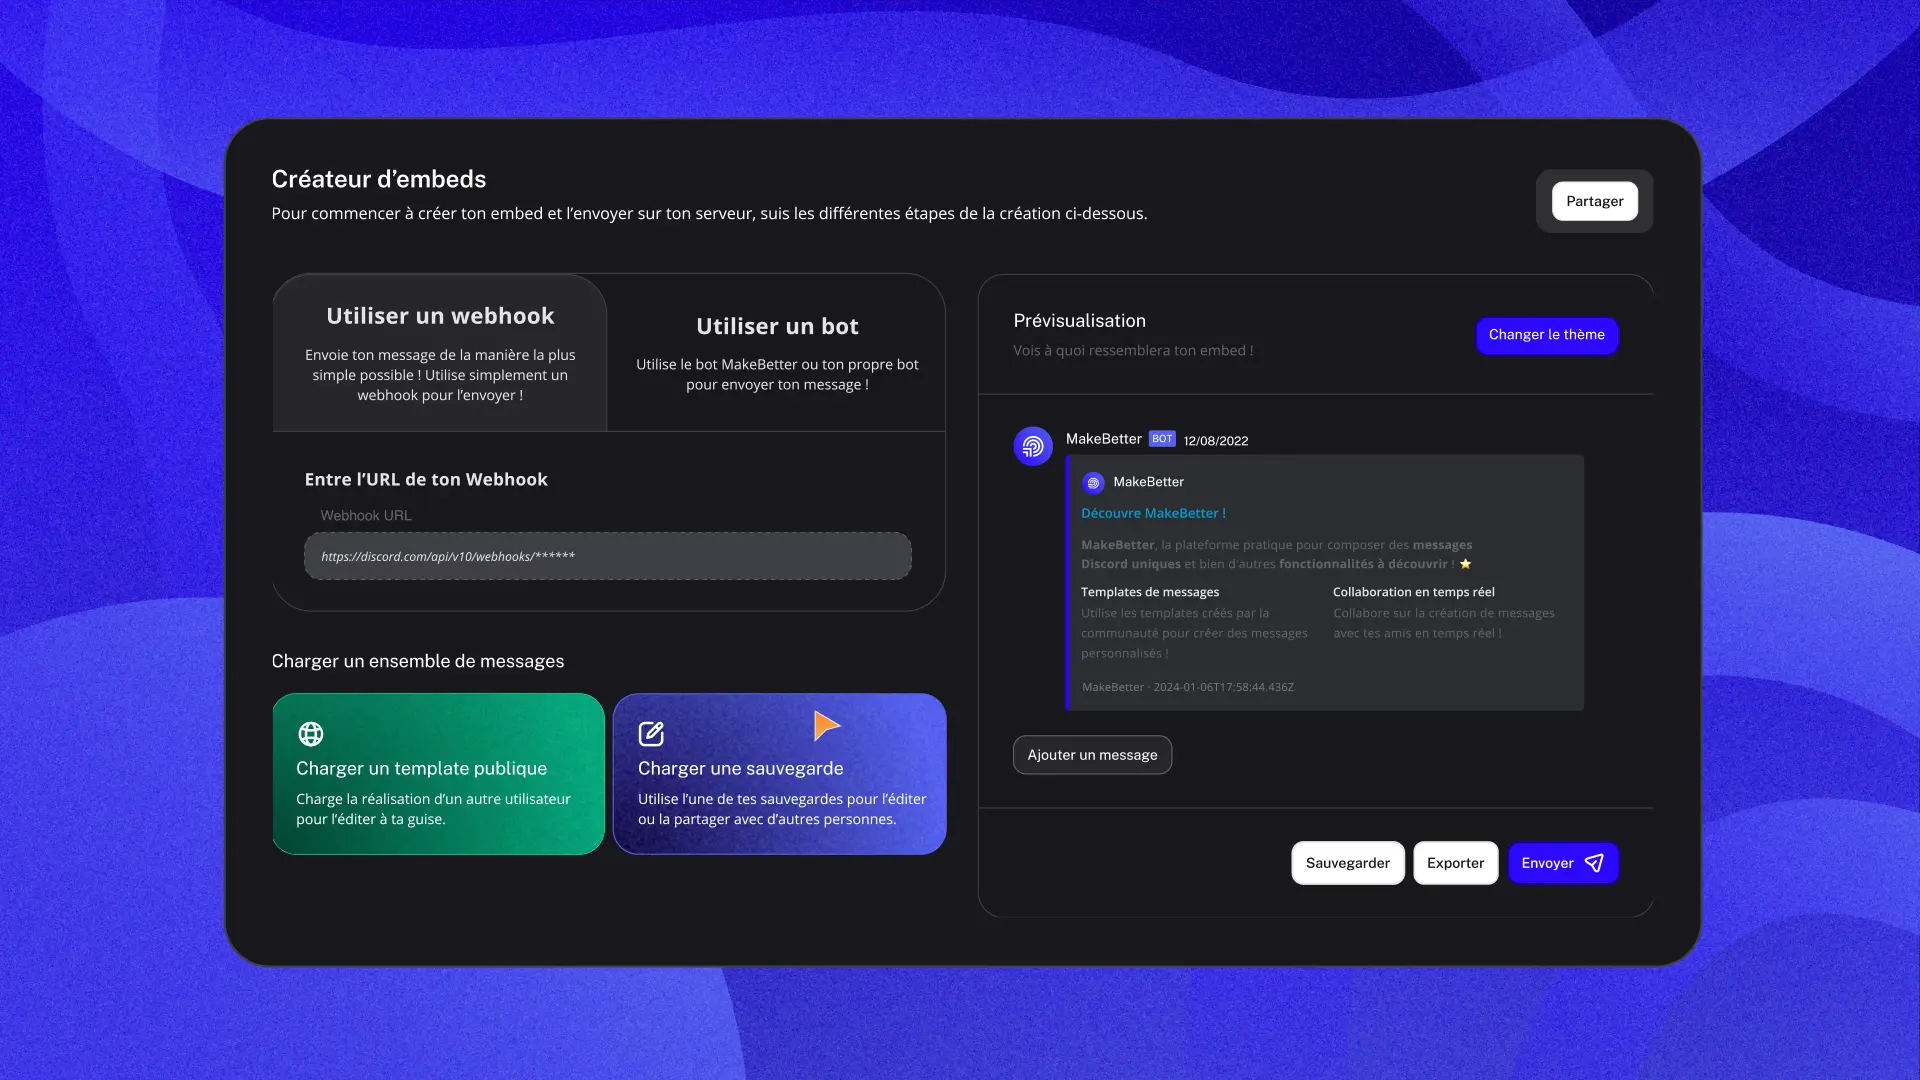 Créateur d’embeds
Pour commencer à créer ton embed et l’envoyer sur ton serveur, suis les différentes étapes de la création ci-dessous.
Partager
Utiliser un webhook
Envoie ton message de la manière la plus
simple possible ! Utilise simplement un
webhook pour l’envoyer !
Utiliser un bot
Utilise le bot MakeBetter ou ton propre bot
pour envoyer ton message !
Entre l’URL de ton Webhook
Webhook URL
https://discord.com/api/v10/webhooks/******
Charger un ensemble de messages
Charger un template publique
Charge la réalisation d’un autre utilisateur
pour l’éditer à ta guise.
Charger une sauvegarde
Utilise l’une de tes sauvegardes pour l’éditer
ou la partager avec d’autres personnes.
Prévisualisation
Vois à quoi ressemblera ton embed !
Changer le thème
MakeBetter BOT 12/08/2022
MakeBetter
Découvre MakeBetter !
MakeBetter, la plateforme pratique pour composer des messages
Discord uniques et bien d’autres fonctionnalités à découvrir ! ⭐
Templates de messages
Utilise les templates créés par la
communauté pour créer des messages
personnalisés !
Collaboration en temps réel
Collabore sur la création de messages
avec tes amis en temps réel !
MakeBetter · 2024-01-06T17:58;44.436Z
Ajouter un message
Sauvegarder
Exporter
Envoyer